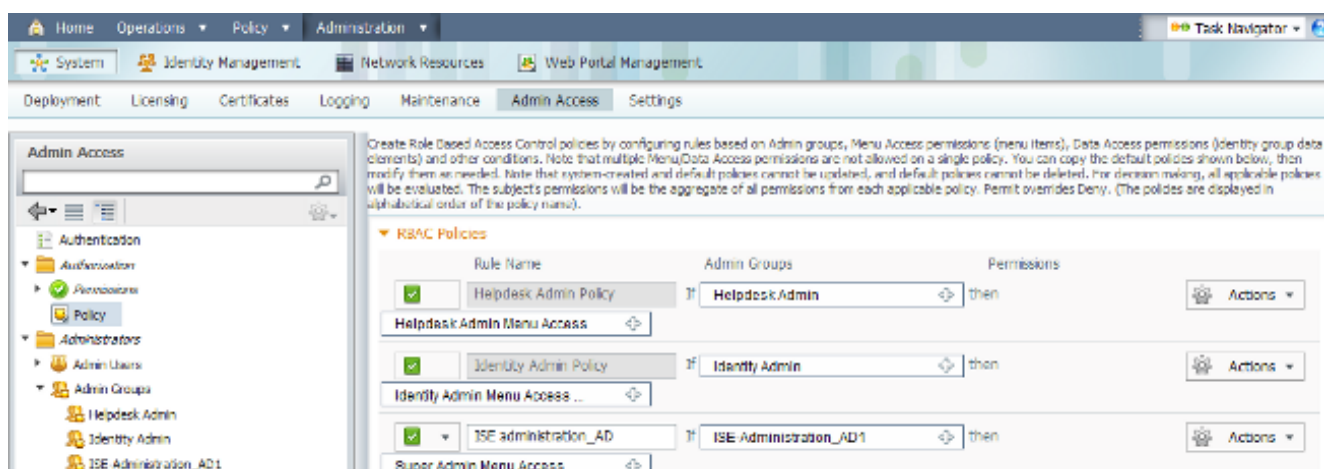 Home Operations Policy Administration Task Navigator
System Identity Management Network Resources Web Portal Management
Deployment Licensing Certificates Logging Maintenance Admin Access Settings
Admin Access
Authentication
Authorization
Permissions
Policy
Administrators
Admin Users
Admin Groups
Helpdesk Admin
Identity Admin
ISE Administration_AD1
Create Role Based Access Control policies by configuring rules based on Admin groups, Menu Access permissions (menu items), Data Access permissions (identity group data
elements) and other conditions. Note that multiple Menu/Data Access permissions are not allowed on a single policy. You can copy the default policies shown below, then
modify them as needed. Note that system-created and default policies cannot be updated, and default policies cannot be deleted. For decision making, all applicable policies
will be evaluated. The subject's permissions will be the aggregate of all permissions from each applicable policy. Permit overrides Deny. (The policies are displayed in
alphabetical order of the policy name).
RBAC Policies
Rule Name Admin Groups Permissions
Helpdesk Admin Policy If Helpdesk Admin then Actions
Helpdesk Admin Menu Access
Identity Admin Policy If Identity Admin then Actions
Identity Admin Menu Access ...
ISE administration_AD If ISE-Administration_AD1 then Actions
Super Admin Menu Access